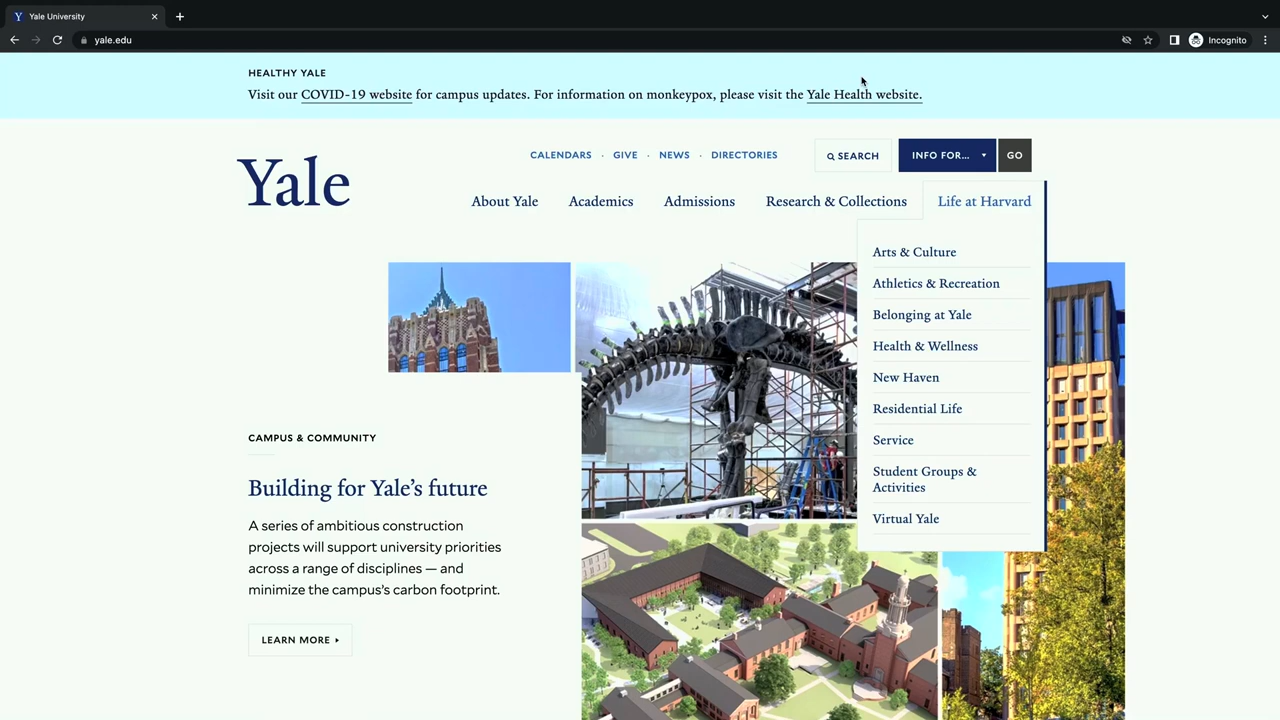 Yale University
yale.edu
Incognito
HEALTHY YALE
Visit our COVID-19 website for campus updates. For information on monkeypox, please visit the Yale Health website.
Yale
CALENDARS · GIVE · NEWS · DIRECTORIES
SEARCH
INFO FOR...
GO
About Yale
Academics
Admissions
Research & Collections
Life at Harvard
Arts & Culture
Athletics & Recreation
Belonging at Yale
Health & Wellness
New Haven
Residential Life
Service
Student Groups &
Activities
Virtual Yale
CAMPUS & COMMUNITY
Building for Yale’s future
A series of ambitious construction
projects will support university priorities
across a range of disciplines — and
minimize the campus’s carbon footprint.
LEARN MORE